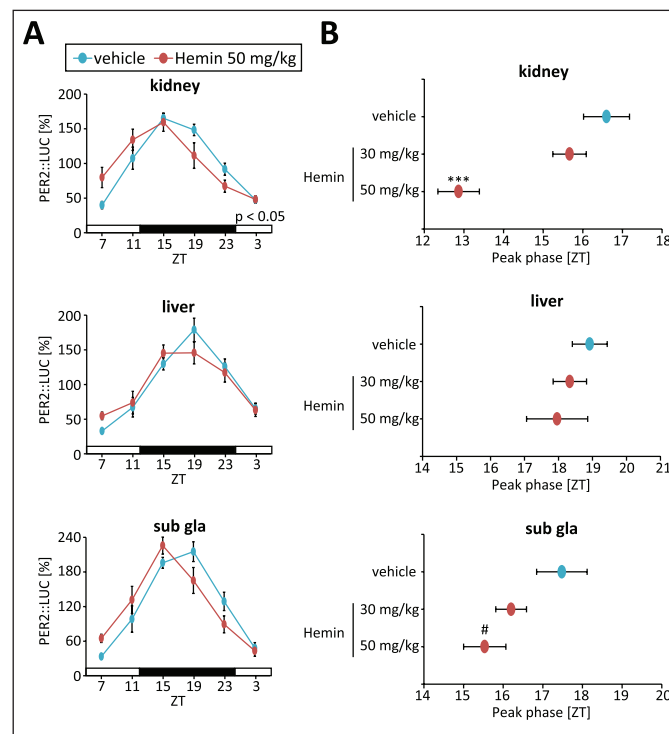 A
vehicle Hemin 50 mg/kg
kidney
PER2::LUC [%]
200
150
100
50
0
p < 0.05
7 11 15 19 23 3
ZT
liver
PER2::LUC [%]
200
150
100
50
0
7 11 15 19 23 3
ZT
sub gla
PER2::LUC [%]
240
180
120
60
0
7 11 15 19 23 3
ZT
B
kidney
vehicle
30 mg/kg
Hemin
50 mg/kg
***
12 13 14 15 16 17 18
Peak phase [ZT]
liver
vehicle
30 mg/kg
Hemin
50 mg/kg
14 15 16 17 18 19 20 21
Peak phase [ZT]
sub gla
vehicle
30 mg/kg
Hemin
#
50 mg/kg
14 15 16 17 18 19 20
Peak phase [ZT]